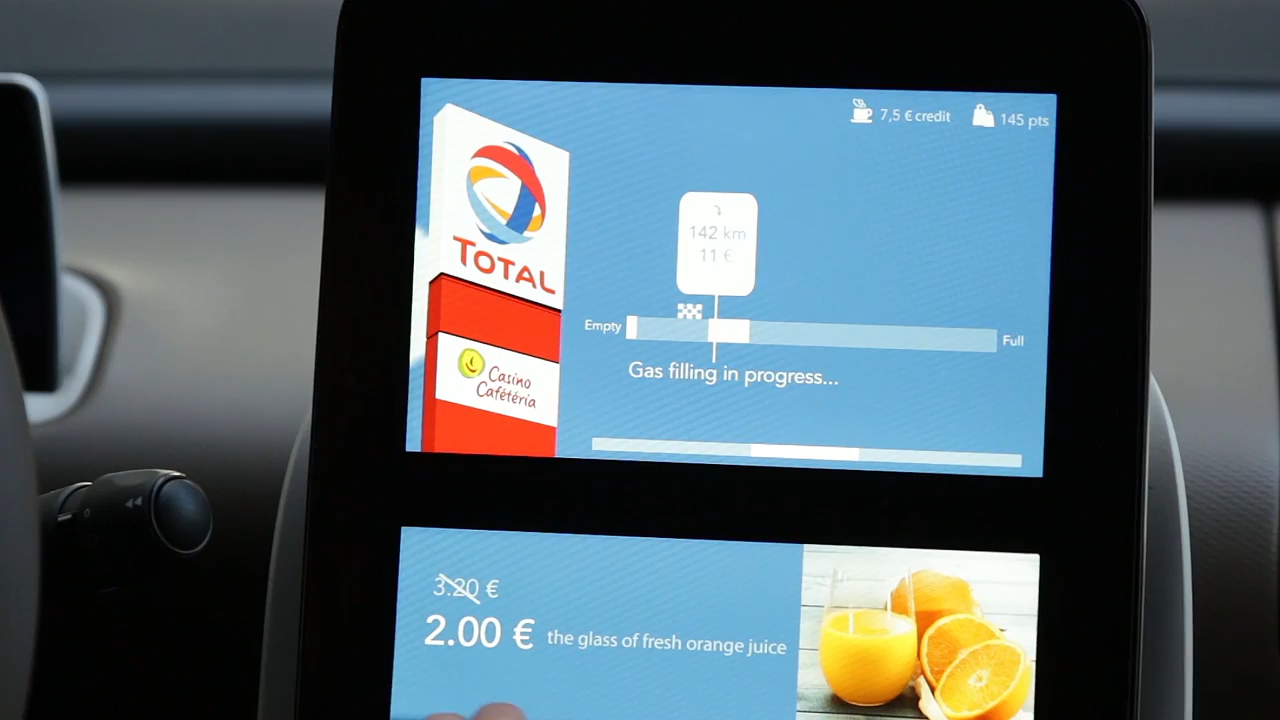 7,5 € credit
145 pts
TOTAL
142 km
11 €
Empty
Full
Gas filling in progress...
Casino
Cafétéria
3.20 €
2.00 € the glass of fresh orange juice